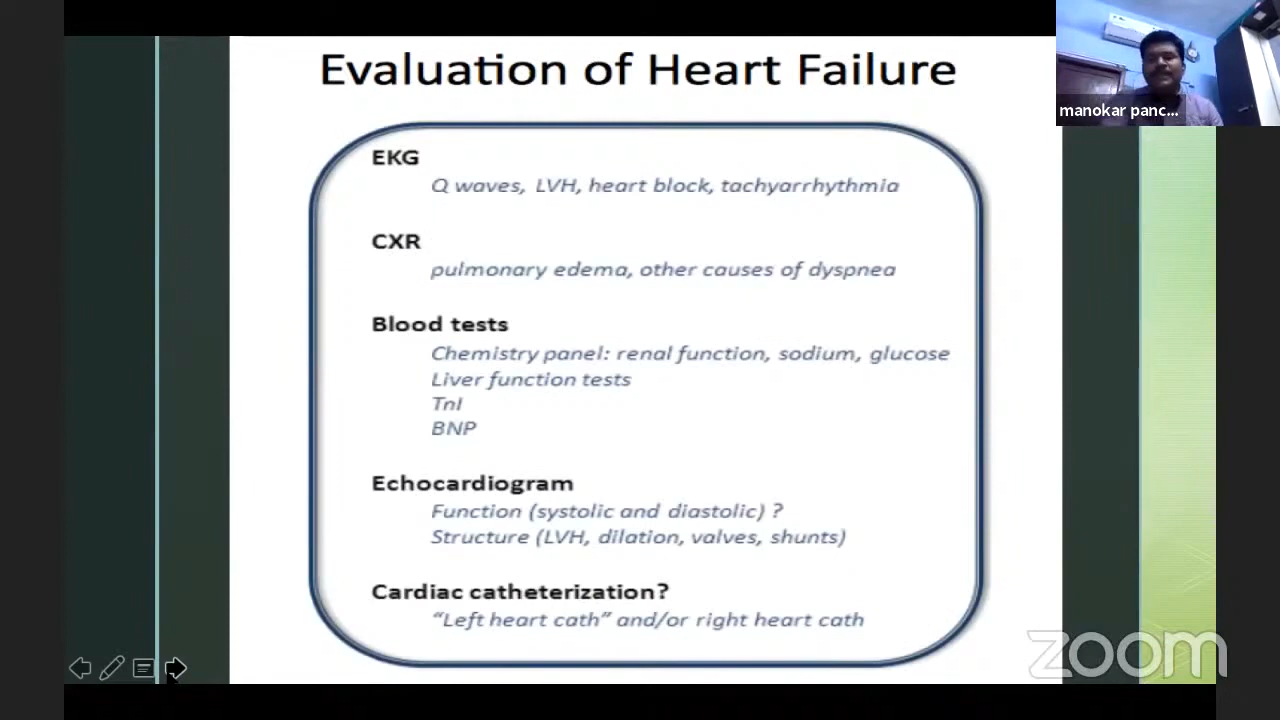 Evaluation of Heart Failure
manokar panc...
EKG
Q waves, LVH, heart block, tachyarrhythmia
CXR
pulmonary edema, other causes of dyspnea
Blood tests
Chemistry panel: renal function, sodium, glucose
Liver function tests
TnI
BNP
Echocardiogram
Function (systolic and diastolic) ?
Structure (LVH, dilation, valves, shunts)
Cardiac catheterization?
“Left heart cath” and/or right heart cath
zoom